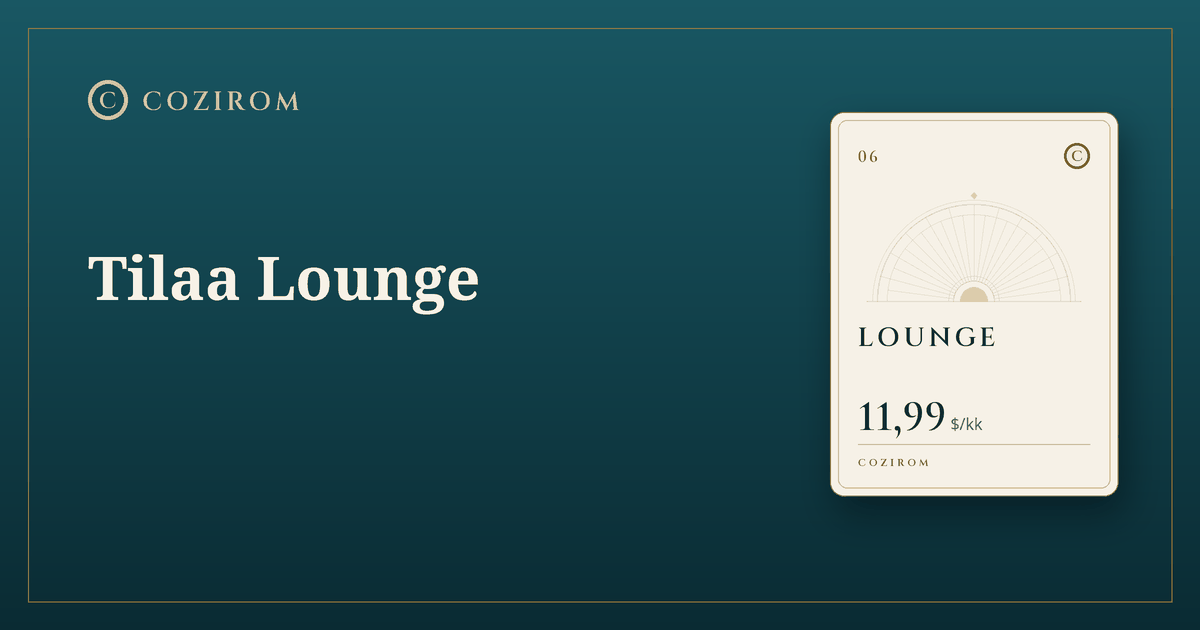 C COZIROM
Tilaa Lounge
06 C
LOUNGE
11,99 $/kk
COZIROM